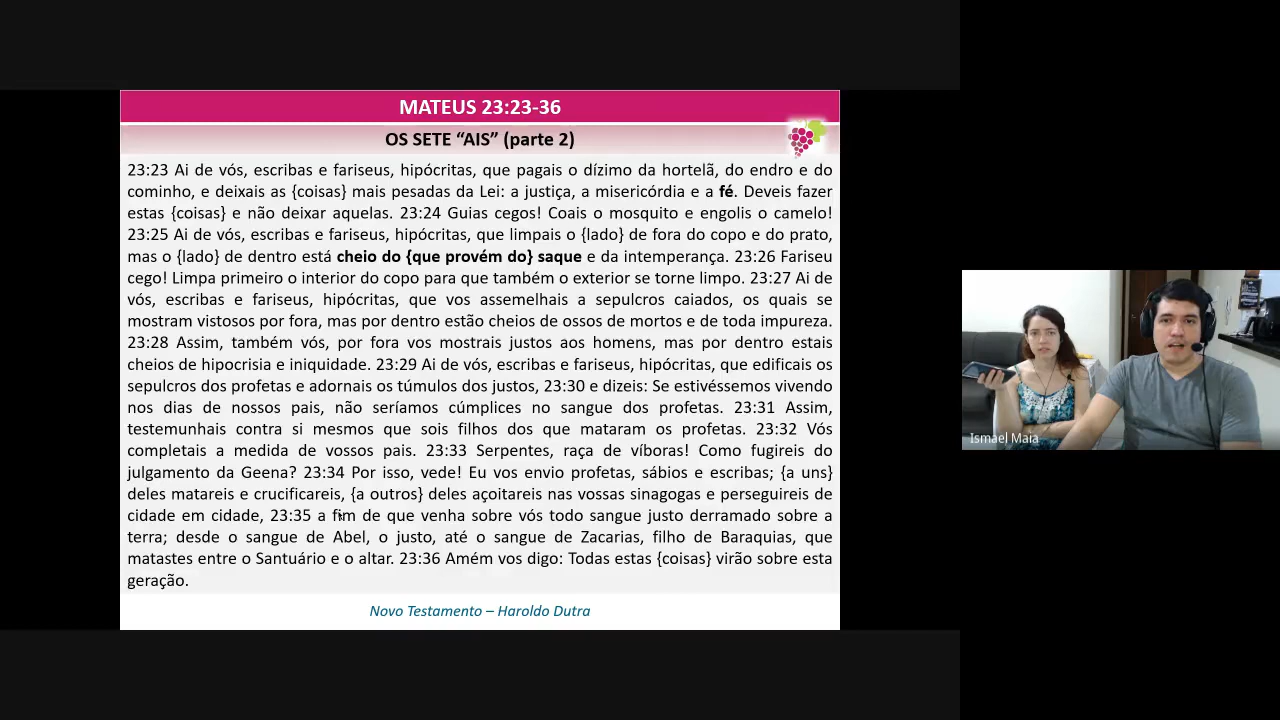 MATEUS 23:23-36
OS SETE “AIS” (parte 2)
23:23 Ai de vós, escribas e fariseus, hipócritas, que pagais o dízimo da hortelã, do endro e do
cominho, e deixais as {coisas} mais pesadas da Lei: a justiça, a misericórdia e a fé. Deveis fazer
estas {coisas} e não deixar aquelas. 23:24 Guias cegos! Coais o mosquito e engolis o camelo!
23:25 Ai de vós, escribas e fariseus, hipócritas, que limpais o {lado} de fora do copo e do prato,
mas o {lado} de dentro está cheio do {que provém do} saque e da intemperança. 23:26 Fariseu
cego! Limpa primeiro o interior do copo para que também o exterior se torne limpo. 23:27 Ai de
vós, escribas e fariseus, hipócritas, que vos assemelhais a sepulcros caiados, os quais se
mostram vistosos por fora, mas por dentro estão cheios de ossos de mortos e de toda impureza.
23:28 Assim, também vós, por fora vos mostrais justos aos homens, mas por dentro estais
cheios de hipocrisia e iniquidade. 23:29 Ai de vós, escribas e fariseus, hipócritas, que edificais os
sepulcros dos profetas e adornais os túmulos dos justos, 23:30 e dizeis: Se estivéssemos vivendo
nos dias de nossos pais, não seríamos cúmplices no sangue dos profetas. 23:31 Assim,
testemunhais contra si mesmos que sois filhos dos que mataram os profetas. 23:32 Vós
completais a medida de vossos pais. 23:33 Serpentes, raça de víboras! Como fugireis do
julgamento da Geena? 23:34 Por isso, vede! Eu vos envio profetas, sábios e escribas; {a uns}
deles matareis e crucificareis, {a outros} deles açoitareis nas vossas sinagogas e perseguireis de
cidade em cidade, 23:35 a fim de que venha sobre vós todo sangue justo derramado sobre a
terra; desde o sangue de Abel, o justo, até o sangue de Zacarias, filho de Baraquias, que
matastes entre o Santuário e o altar. 23:36 Amém vos digo: Todas estas {coisas} virão sobre esta
geração.
Novo Testamento – Haroldo Dutra
Ismael Maia